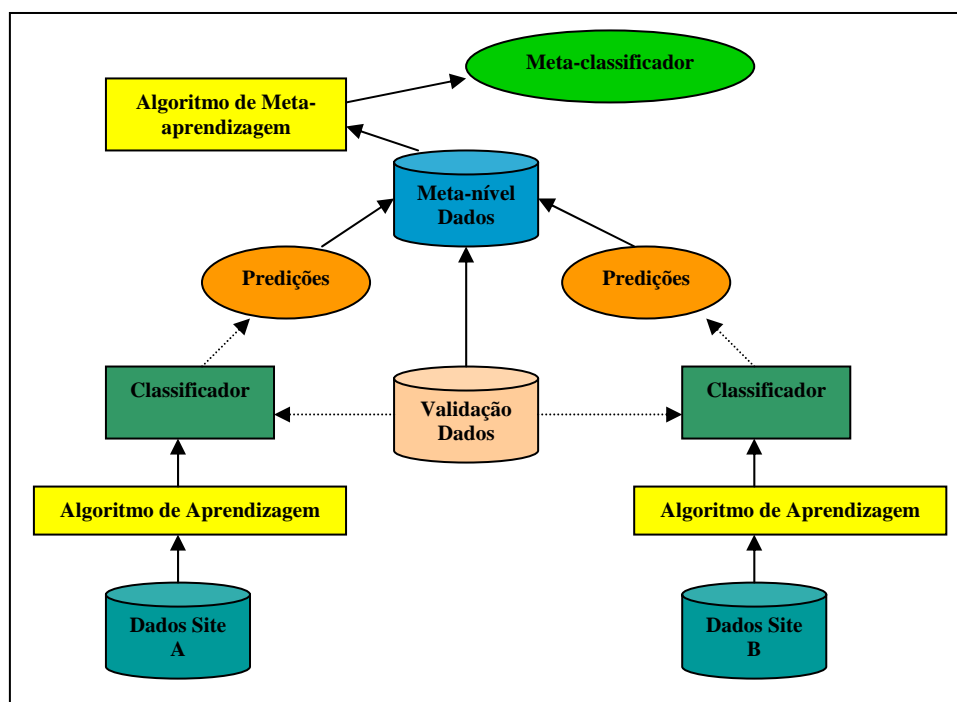 Meta-classificador
Algoritmo de Meta-
aprendizagem
Meta-nível
Dados
Predições
Predições
Classificador
Validação
Dados
Classificador
Algoritmo de Aprendizagem
Algoritmo de Aprendizagem
Dados Site
A
Dados Site
B